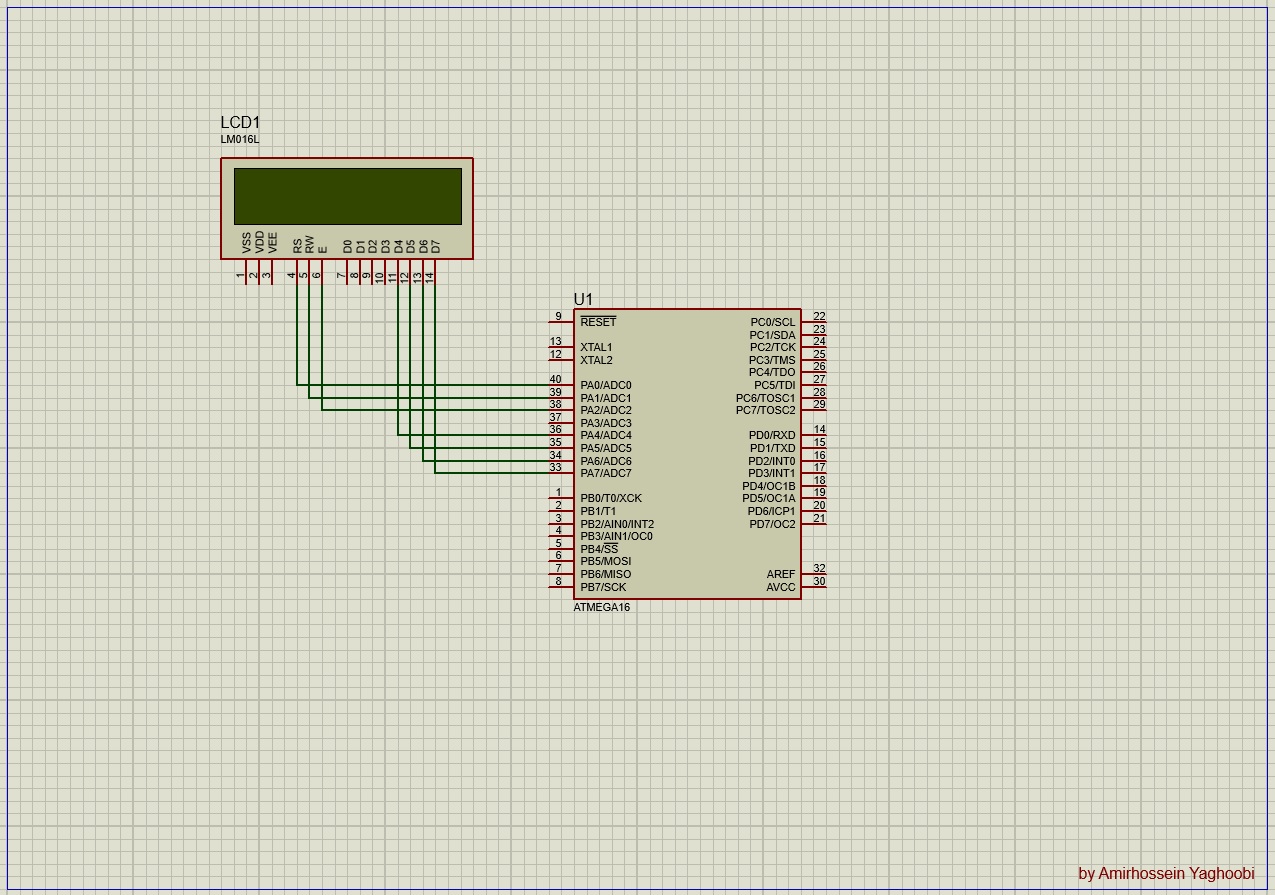 LCD1
LM016L
VSS VDD VEE RS RW E D0 D1 D2 D3 D4 D5 D6 D7
1 2 3 4 5 6 7 8 9 10 11 12 13 14
U1
9 RESET PC0/SCL 22
PC1/SDA 23
13 XTAL1 PC2/TCK 24
12 XTAL2 PC3/TMS 25
PC4/TDO 26
40 PA0/ADC0 PC5/TDI 27
39 PA1/ADC1 PC6/TOSC1 28
38 PA2/ADC2 PC7/TOSC2 29
37 PA3/ADC3
36 PA4/ADC4 PD0/RXD 14
35 PA5/ADC5 PD1/TXD 15
34 PA6/ADC6 PD2/INT0 16
33 PA7/ADC7 PD3/INT1 17
PD4/OC1B 18
1 PB0/T0/XCK PD5/OC1A 19
2 PB1/T1 PD6/ICP1 20
3 PB2/AIN0/INT2 PD7/OC2 21
4 PB3/AIN1/OC0
5 PB4/SS
6 PB5/MOSI
7 PB6/MISO AREF 32
8 PB7/SCK AVCC 30
ATMEGA16
by Amirhossein Yaghoobi